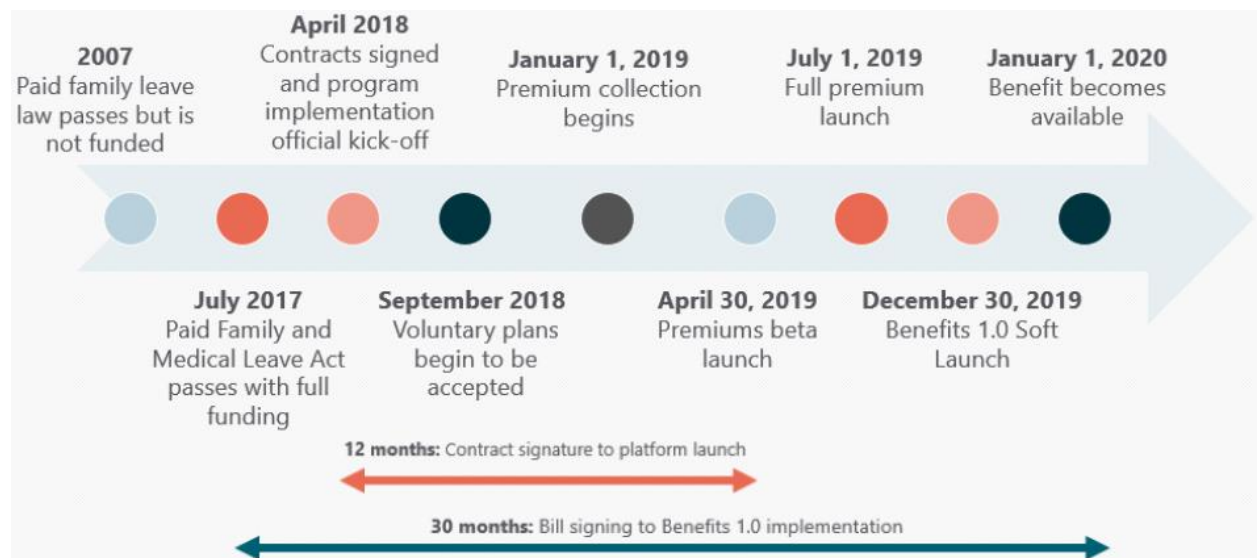 2007
Paid family leave
law passes but is
not funded
April 2018
Contracts signed
and program
implementation
official kick-off
January 1, 2019
Premium collection
begins
July 1, 2019
Full premium
launch
January 1, 2020
Benefit becomes
available
July 2017
Paid Family and
Medical Leave Act
passes with full
funding
September 2018
Voluntary plans
begin to be
accepted
April 30, 2019
Premiums beta
launch
December 30, 2019
Benefits 1.0 Soft
Launch
12 months: Contract signature to platform launch
30 months: Bill signing to Benefits 1.0 implementation